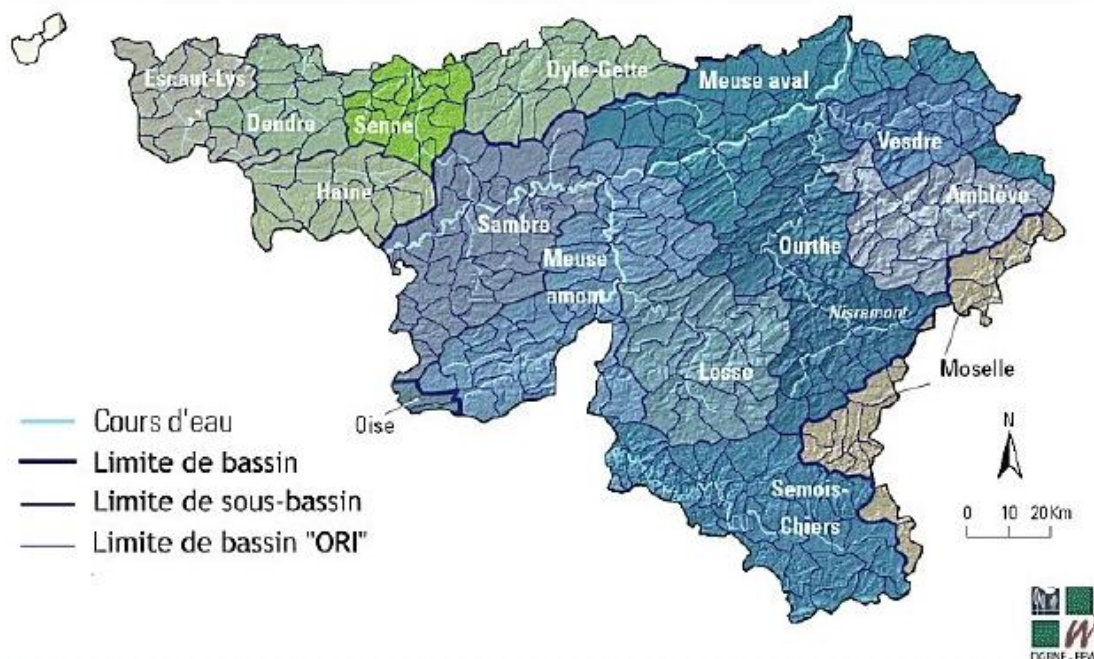 Escaut-Lys
Dendre
Senne
Dyle-Gette
Meuse aval
Vesdre
Haine
Amblève
Sambre
Ourthe
Meuse
amont
Nisramont
Lesse
Moselle
Oise
Semois-
Chiers
Cours d'eau
Limite de bassin
Limite de sous-bassin
Limite de bassin "ORI"
N
0 10 20Km